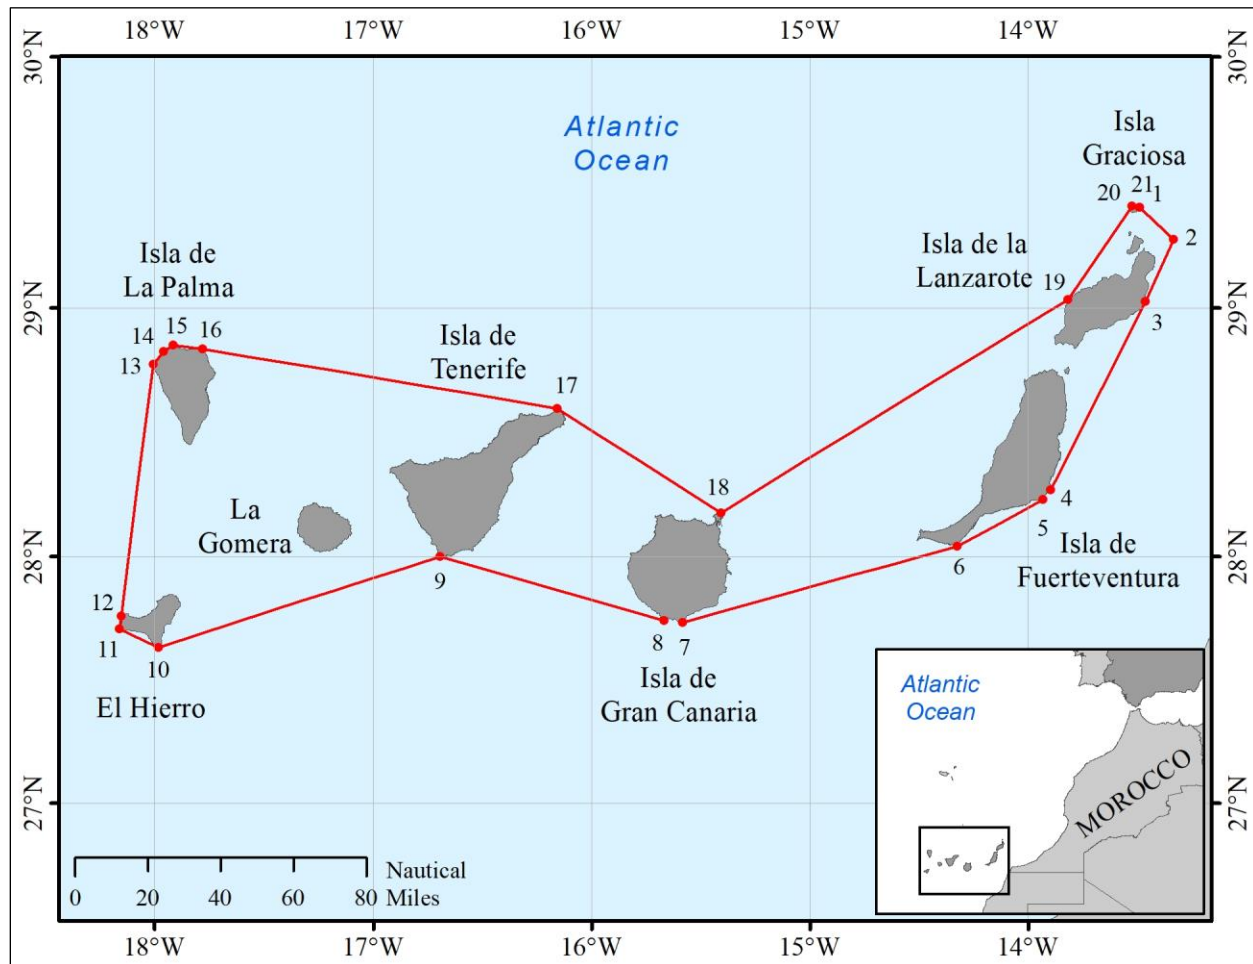 18°W 17°W 16°W 15°W 14°W
30°N 30°N
Atlantic
Ocean
Isla
Graciosa
20 21 1
2
Isla de
La Palma
Isla de la
Lanzarote
19
29°N 29°N
3
14 15 16
13
Isla de
Tenerife
17
18
La
Gomera
4
5
28°N 28°N
9
6
Isla de
Fuerteventura
12
11
10
8 7
El Hierro
Isla de
Gran Canaria
Atlantic
Ocean
MOROCCO
27°N 27°N
0 20 40 60 80
Nautical
Miles
18°W 17°W 16°W 15°W 14°W